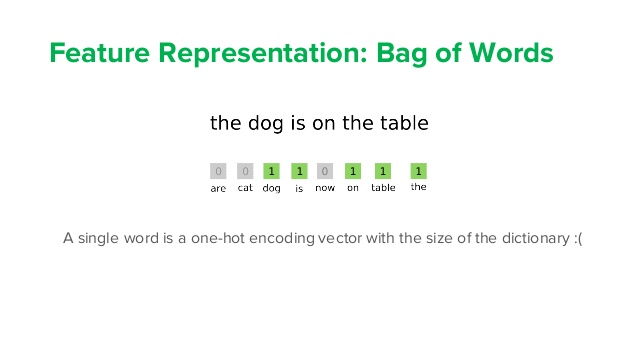 Feature Representation: Bag of Words
the dog is on the table
0 0 1 1 0 1 1 1
are cat dog is now on table the
A single word is a one-hot encoding vector with the size of the dictionary :(